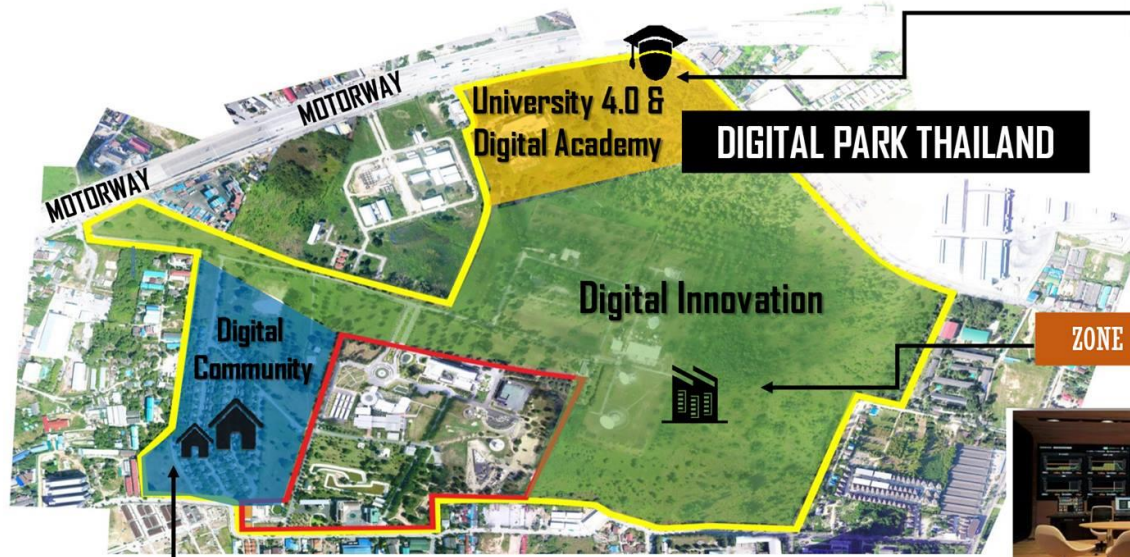 MOTORWAY
MOTORWAY
University 4.0 &
Digital Academy
DIGITAL PARK THAILAND
Digital Innovation
Digital
Community
ZONE